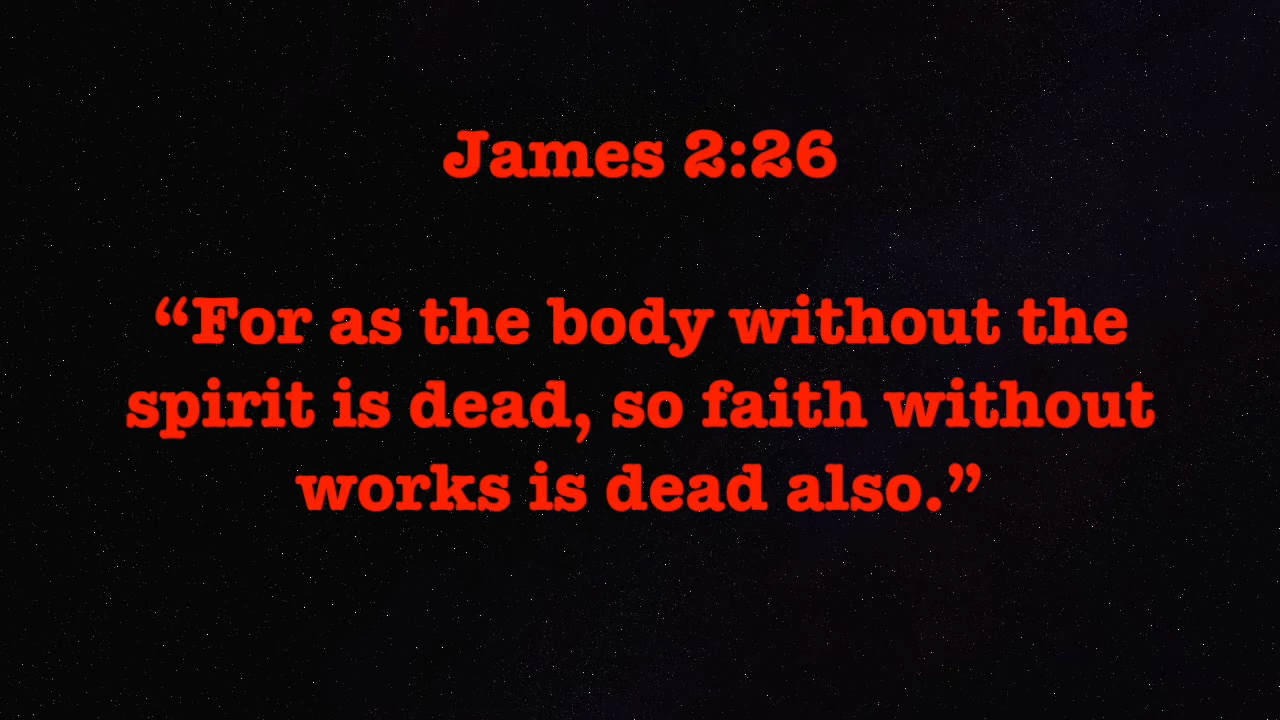 James 2:26
“For as the body without the
spirit is dead, so faith without
works is dead also.”